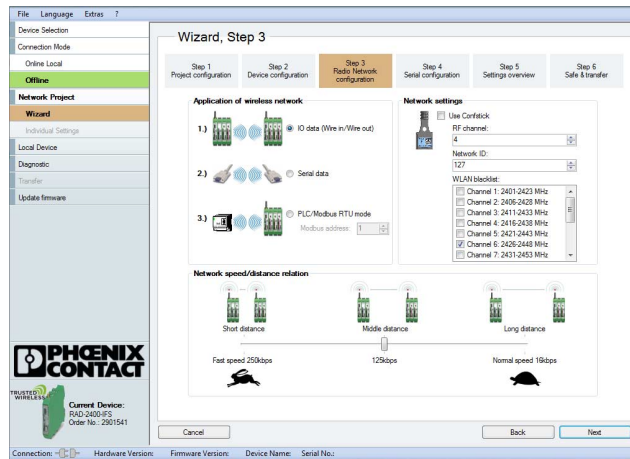 File Language Extras ?
Device Selection
Connection Mode
Online Local
Offline
Network Project
Wizard
Individual Settings
Local Device
Diagnostic
Transfer
Update firmware
PHŒNIX
CONTACT
TRUSTED
WIRELESS
Current Device:
RAD-2400-IFS
Order No.: 2901541
Wizard, Step 3
Step 1
Project configuration
Step 2
Device configuration
Step 3
Radio Network
configuration
Step 4
Serial configuration
Step 5
Settings overview
Step 6
Safe & transfer
Application of wireless network
1.) IO data (Wire in/Wire out)
2.) Serial data
3.) PLC/Modbus RTU mode
Modbus address: 1
Network settings
Use Confstick
RF channel:
4
Network ID:
127
WLAN blacklist:
Channel 1: 2401-2423 MHz
Channel 2: 2406-2428 MHz
Channel 3: 2411-2433 MHz
Channel 4: 2416-2438 MHz
Channel 5: 2421-2443 MHz
Channel 6: 2426-2448 MHz
Channel 7: 2431-2453 MHz
Network speed/distance relation
Short distance Middle distance Long distance
Fast speed 250kbps 125kbps Normal speed 16kbps
Cancel Back Next
Connection: Hardware Version: Firmware Version: Device Name: Serial No.: